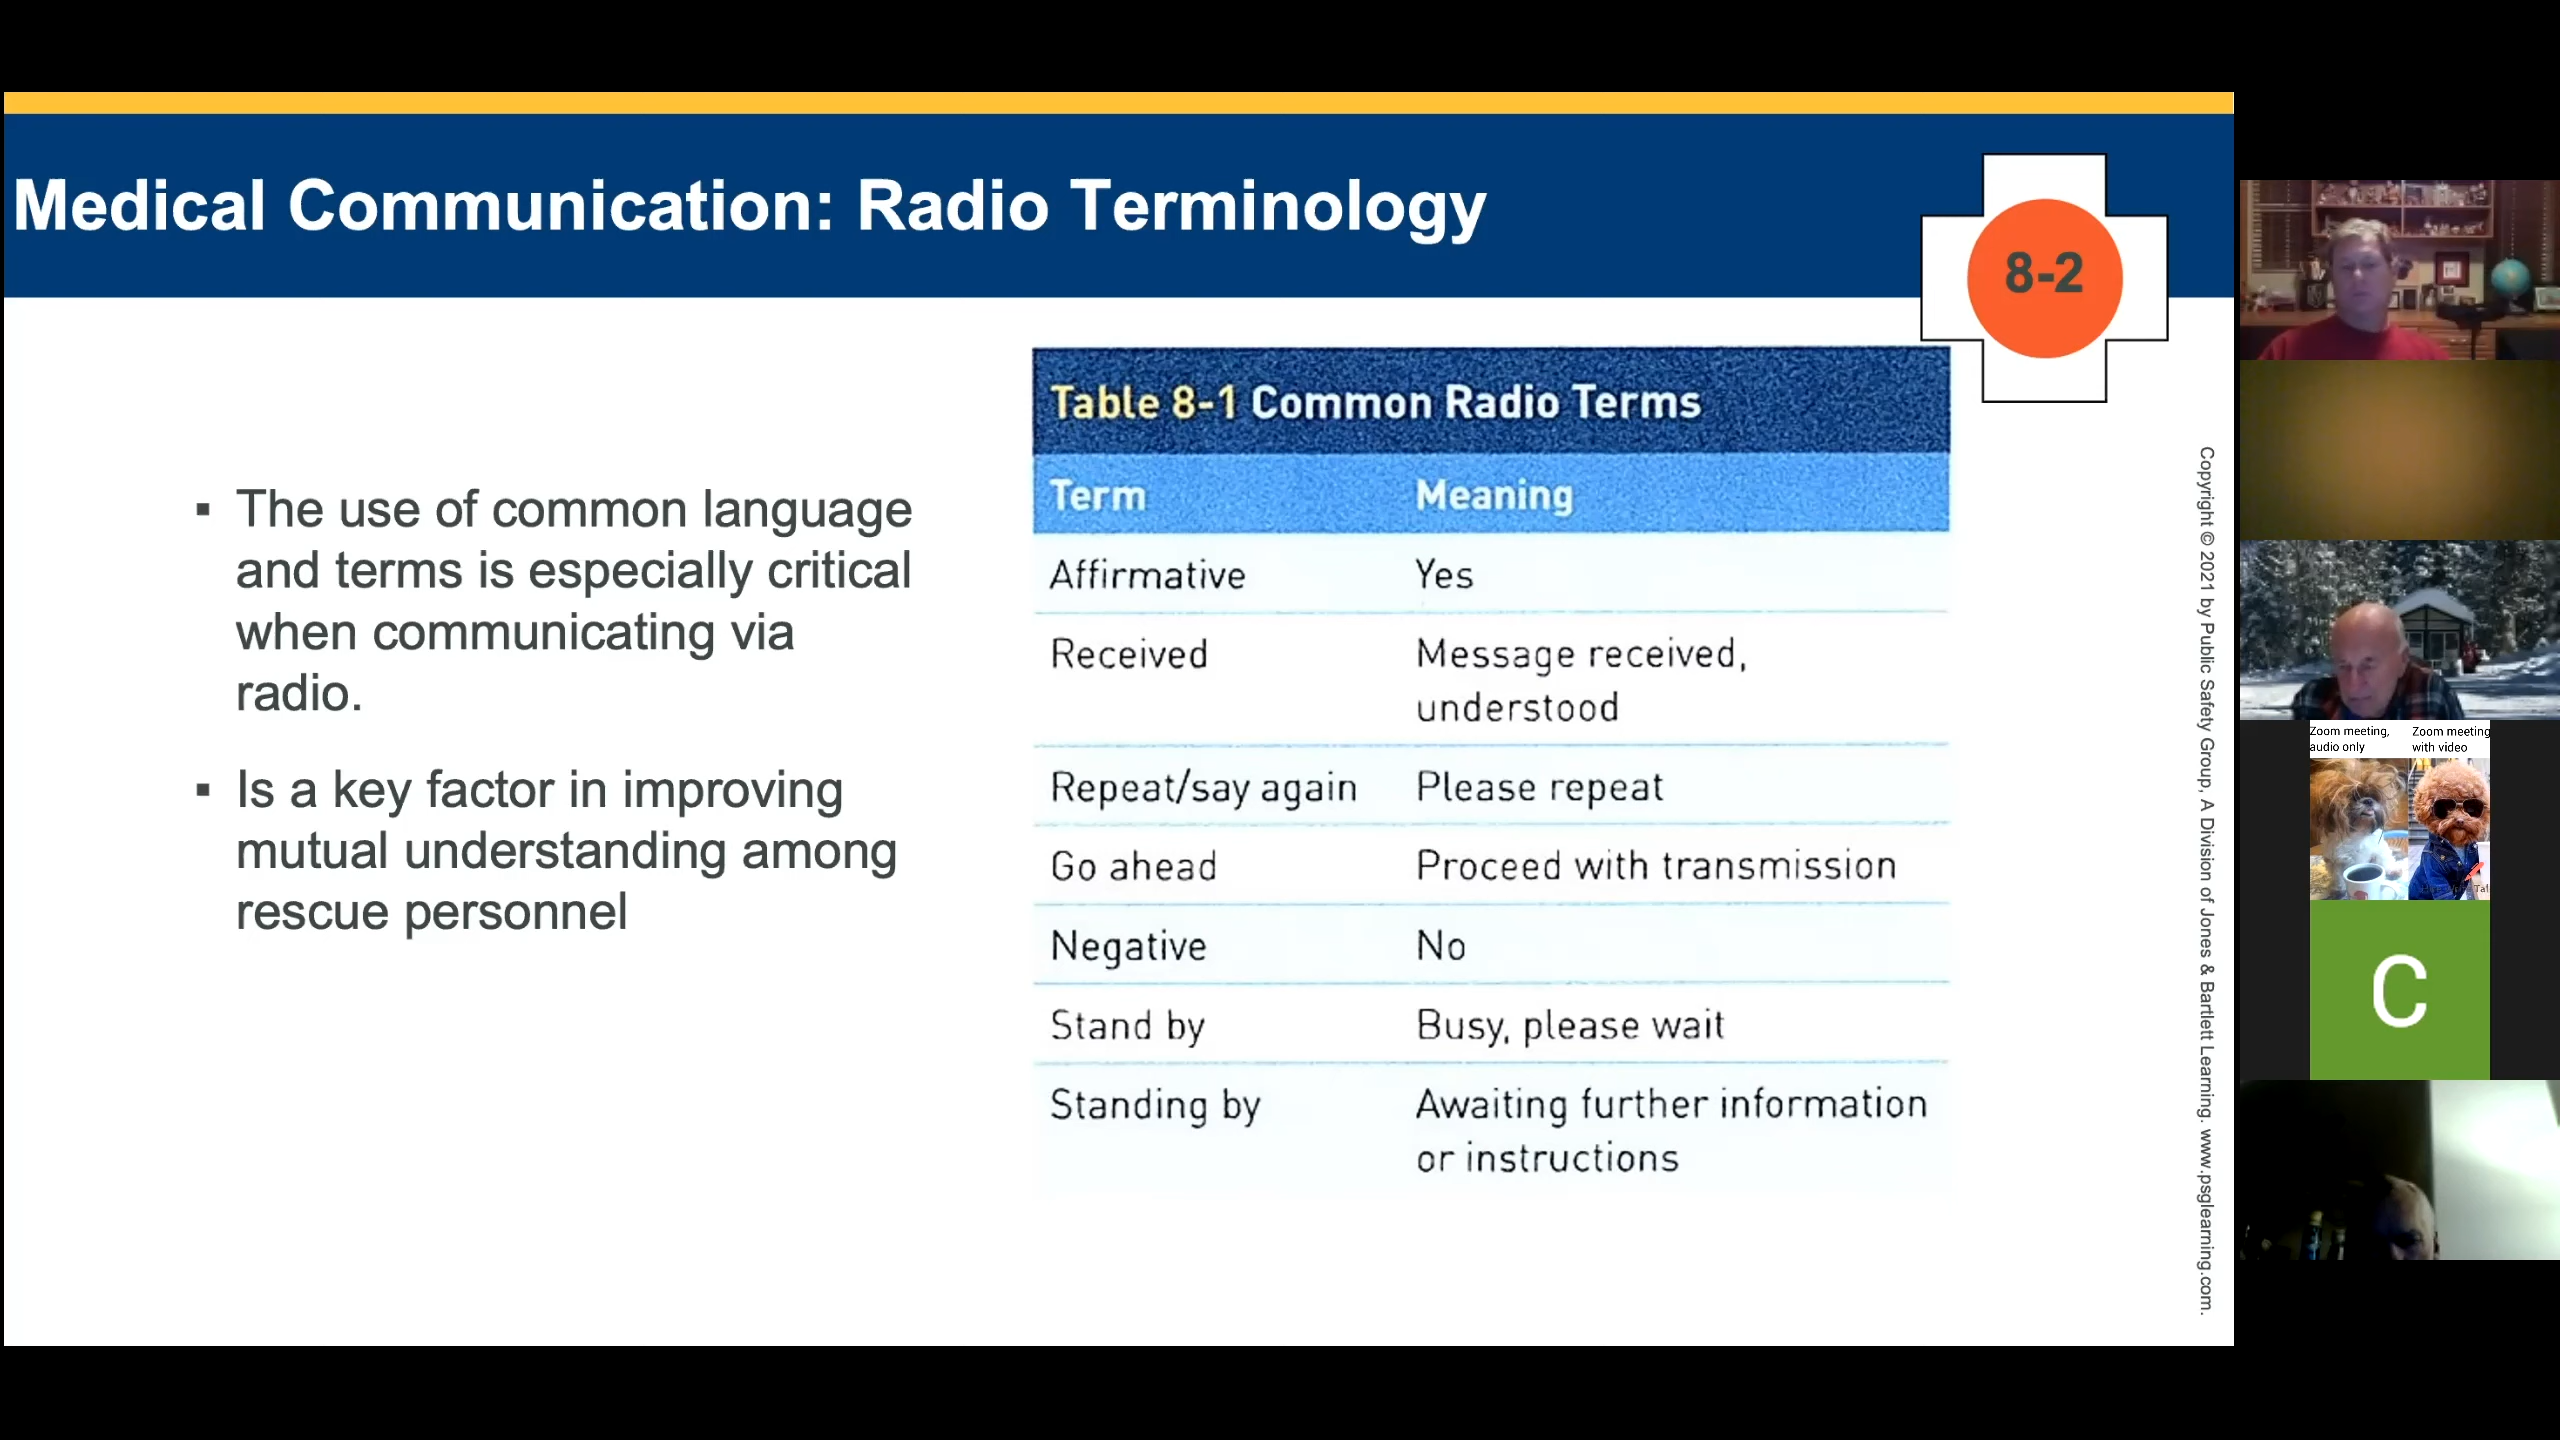 Medical Communication: Radio Terminology
8-2
▪ The use of common language
and terms is especially critical
when communicating via
radio.
▪ Is a key factor in improving
mutual understanding among
rescue personnel
Table 8-1 Common Radio Terms
Term Meaning
Affirmative Yes
Received Message received,
understood
Repeat/say again Please repeat
Go ahead Proceed with transmission
Negative No
Stand by Busy, please wait
Standing by Awaiting further information
or instructions
Copyright © 2021 by Public Safety Group, A Division of Jones & Bartlett Learning. www.psglearning.com.
Zoom meeting,
audio only
Zoom meeting
with video
C